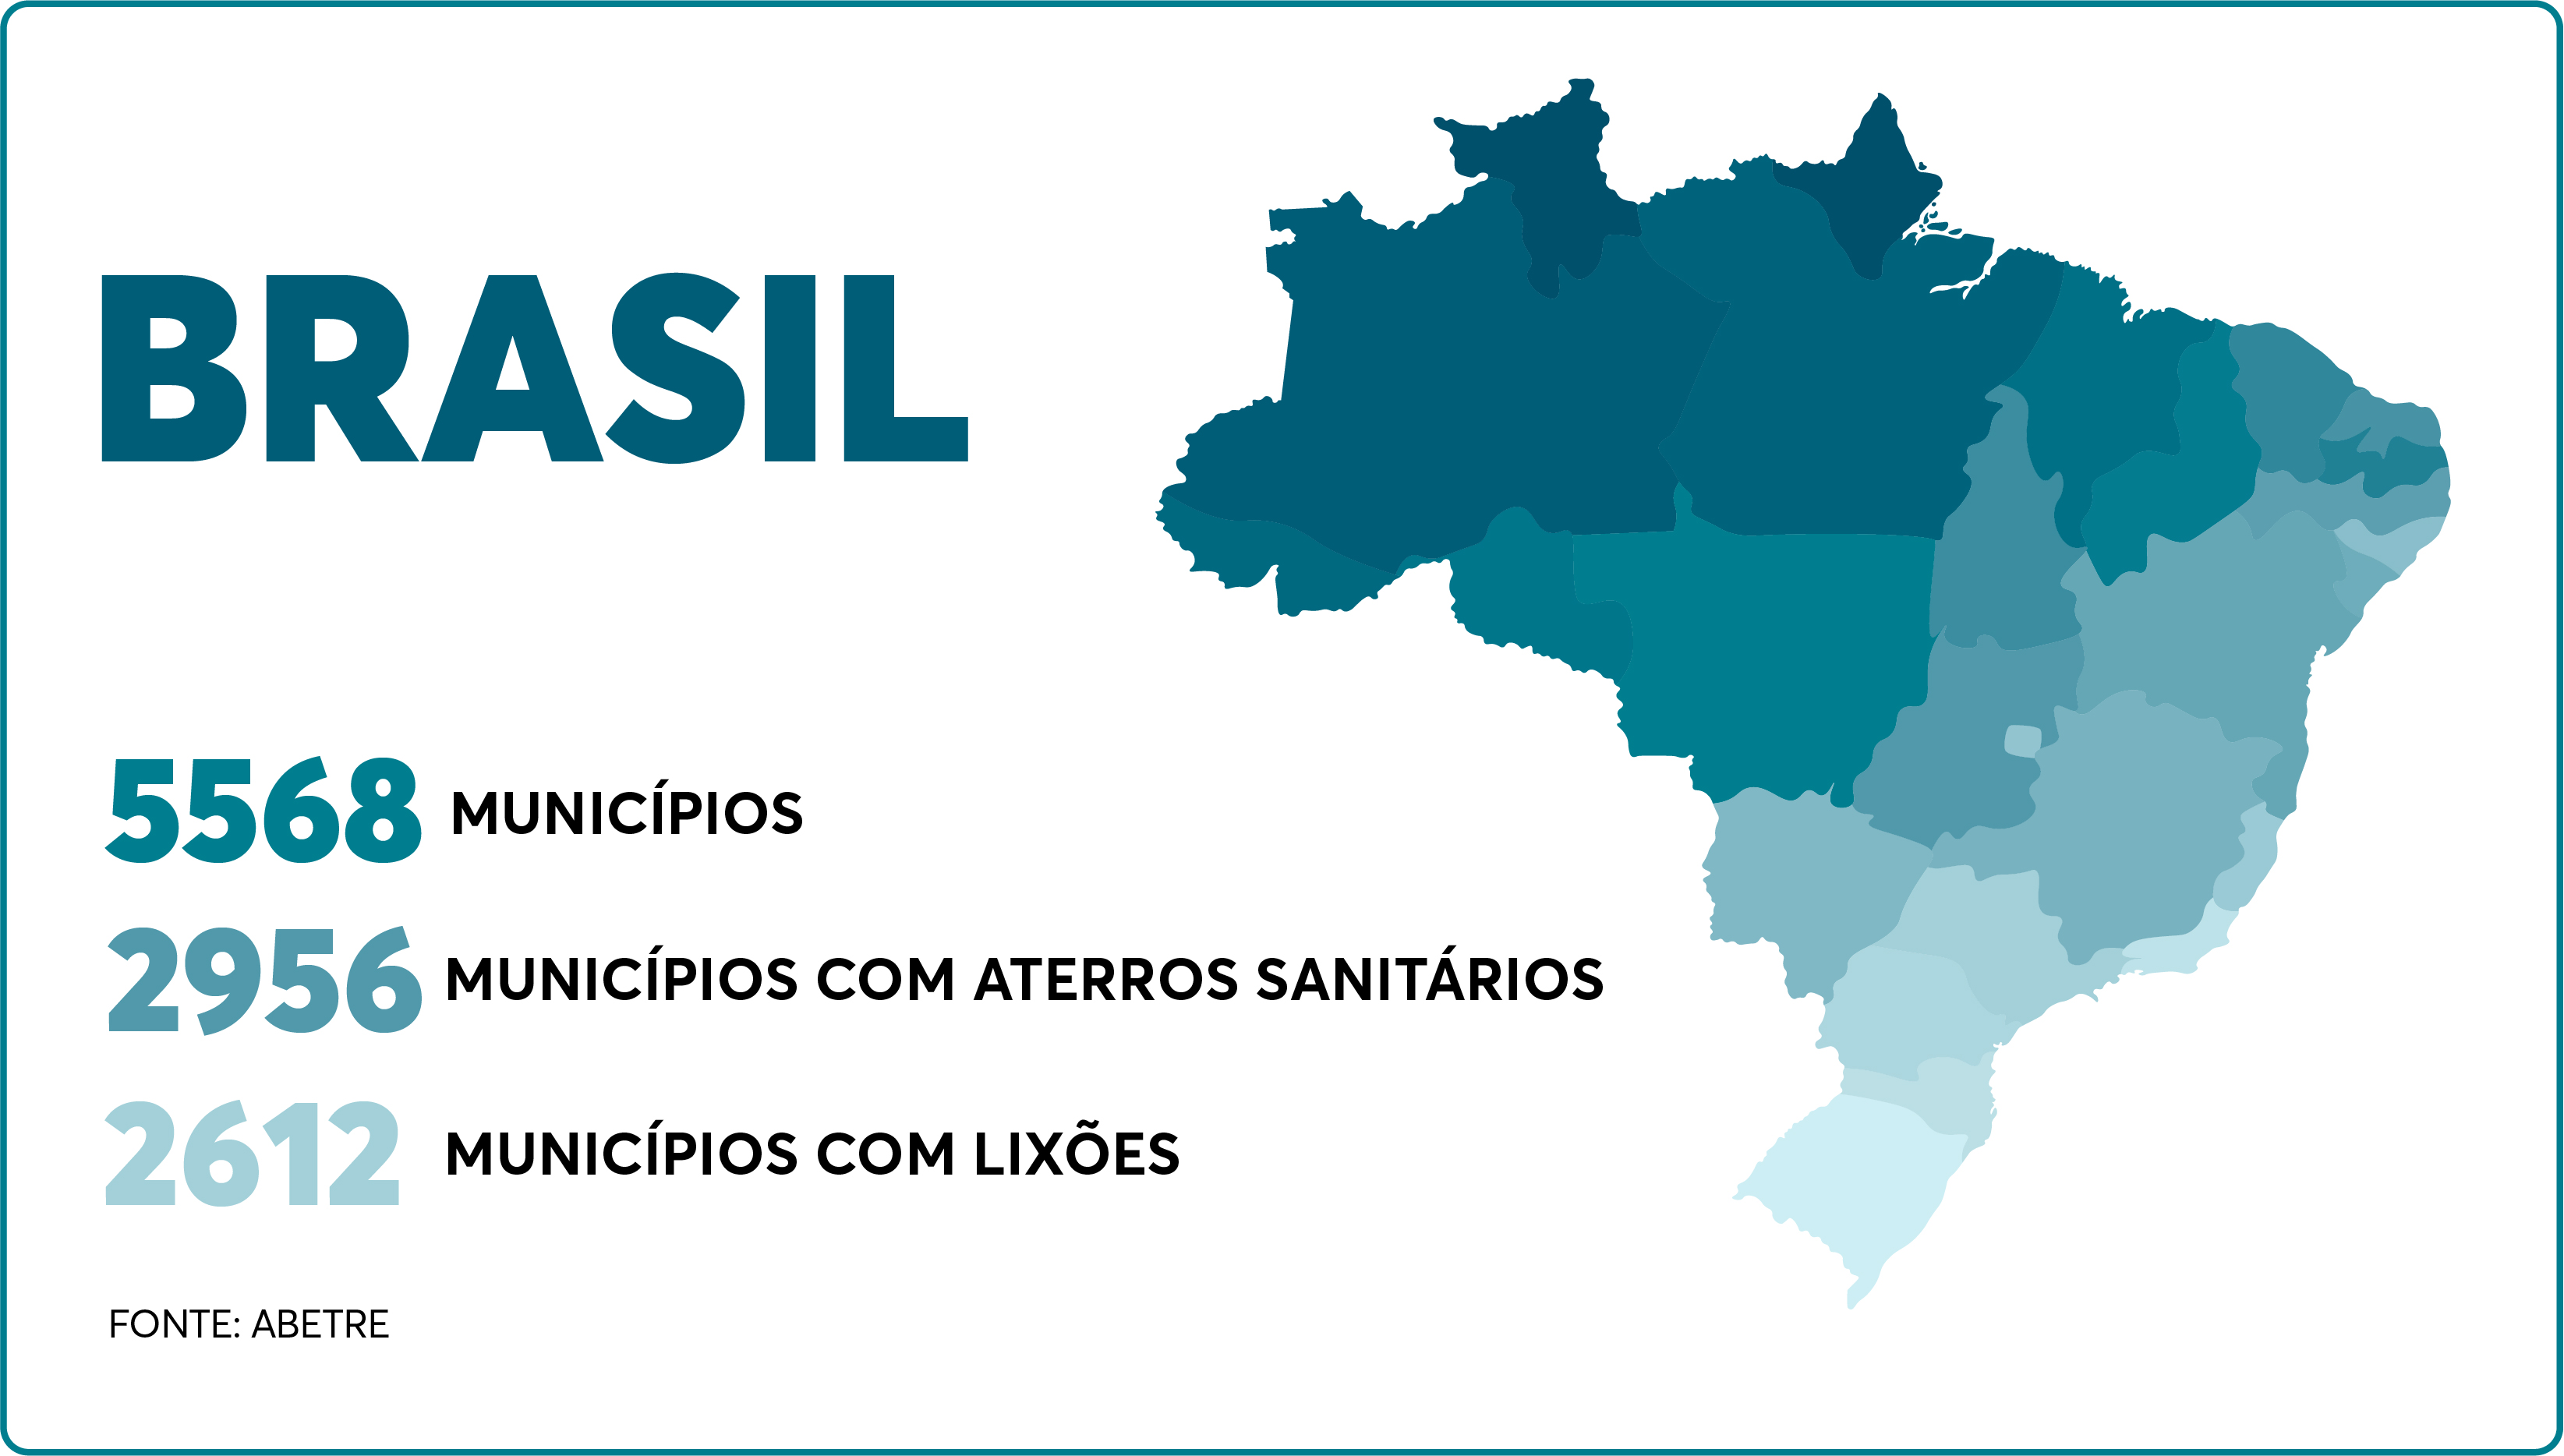 BRASIL
5568 MUNICÍPIOS
2956 MUNICÍPIOS COM ATERROS SANITÁRIOS
2612 MUNICÍPIOS COM LIXÕES
FONTE: ABETRE